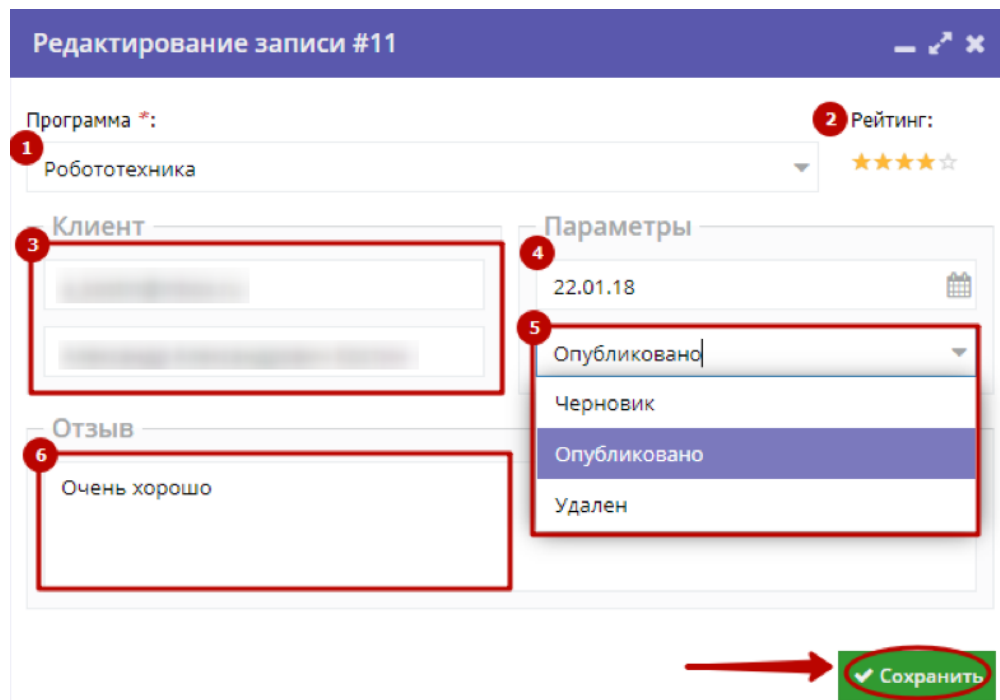 Редактирование записи #11
Программа *:
2 Рейтинг:
1
Робототехника
Клиент
Параметры
3
4
22.01.18
5
Опубликовано
Черновик
Отзыв
6
Опубликовано
Очень хорошо
Удален
Сохранить